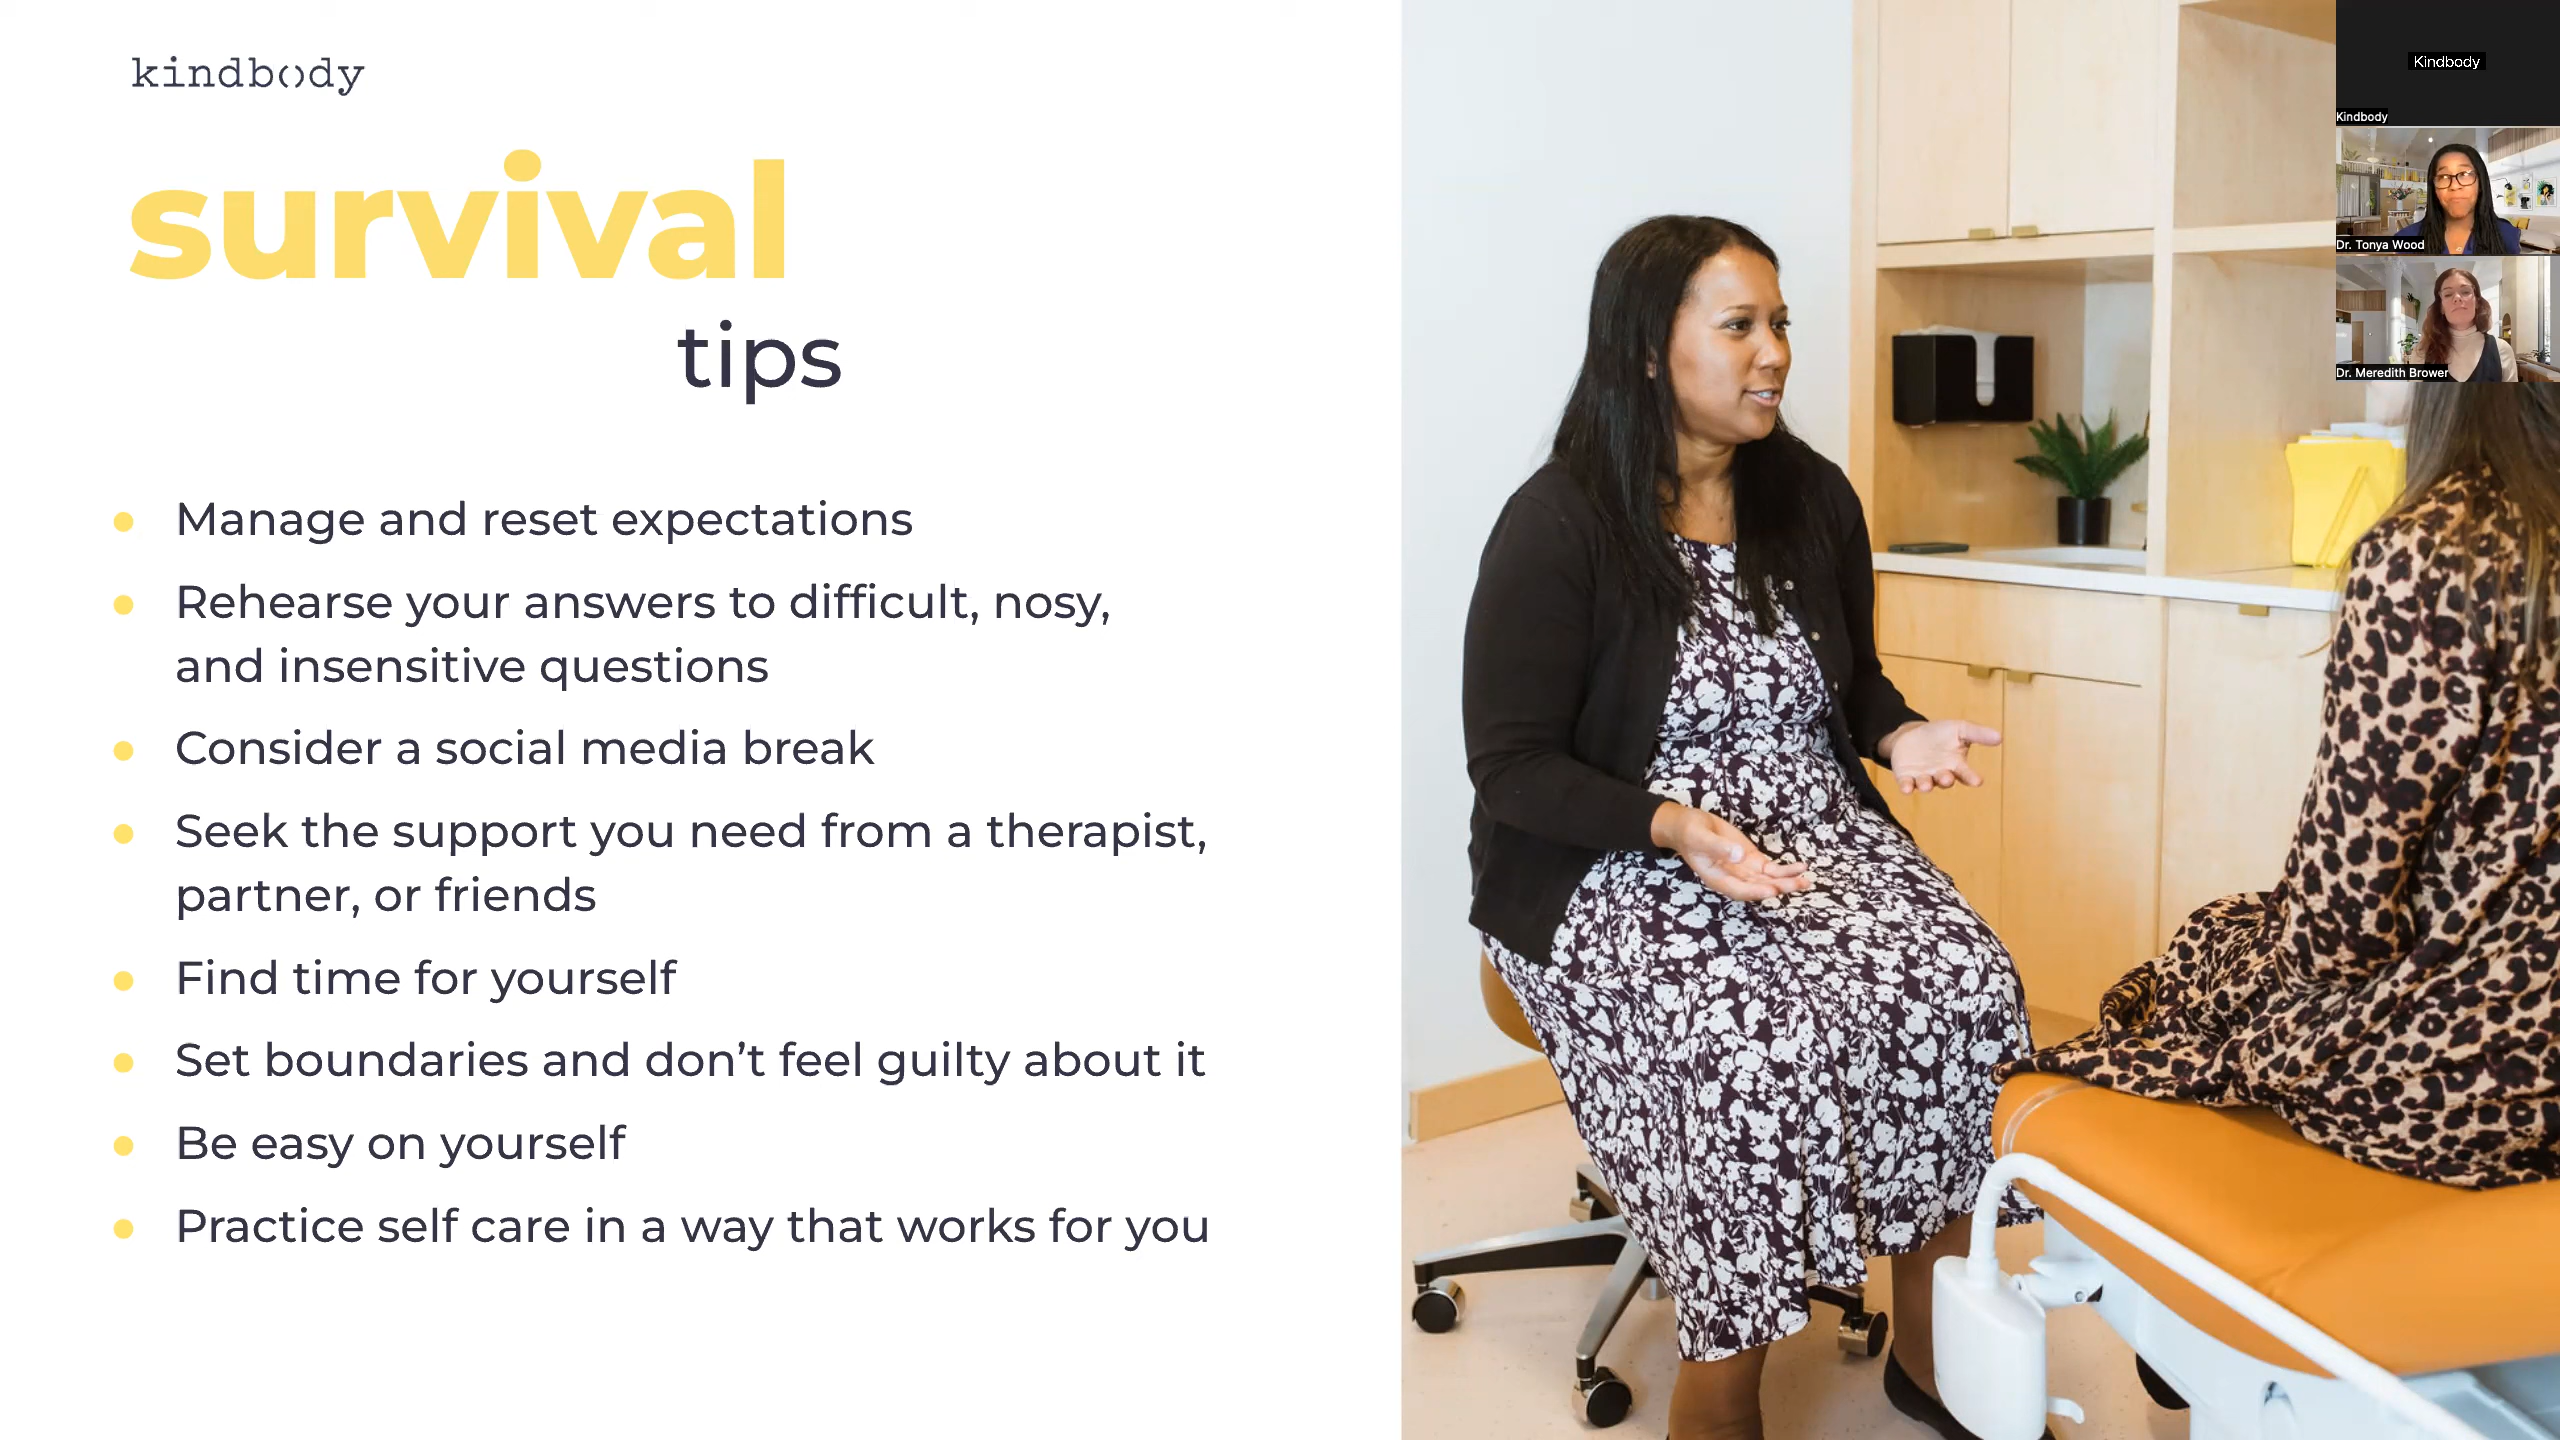 kindbody
survival
tips
• Manage and reset expectations
• Rehearse your answers to difficult, nosy,
and insensitive questions
• Consider a social media break
• Seek the support you need from a therapist,
partner, or friends
• Find time for yourself
• Set boundaries and don’t feel guilty about it
• Be easy on yourself
• Practice self care in a way that works for you
Kindbody
Kindbody
Dr. Tonya Wood
Dr. Meredith Brower